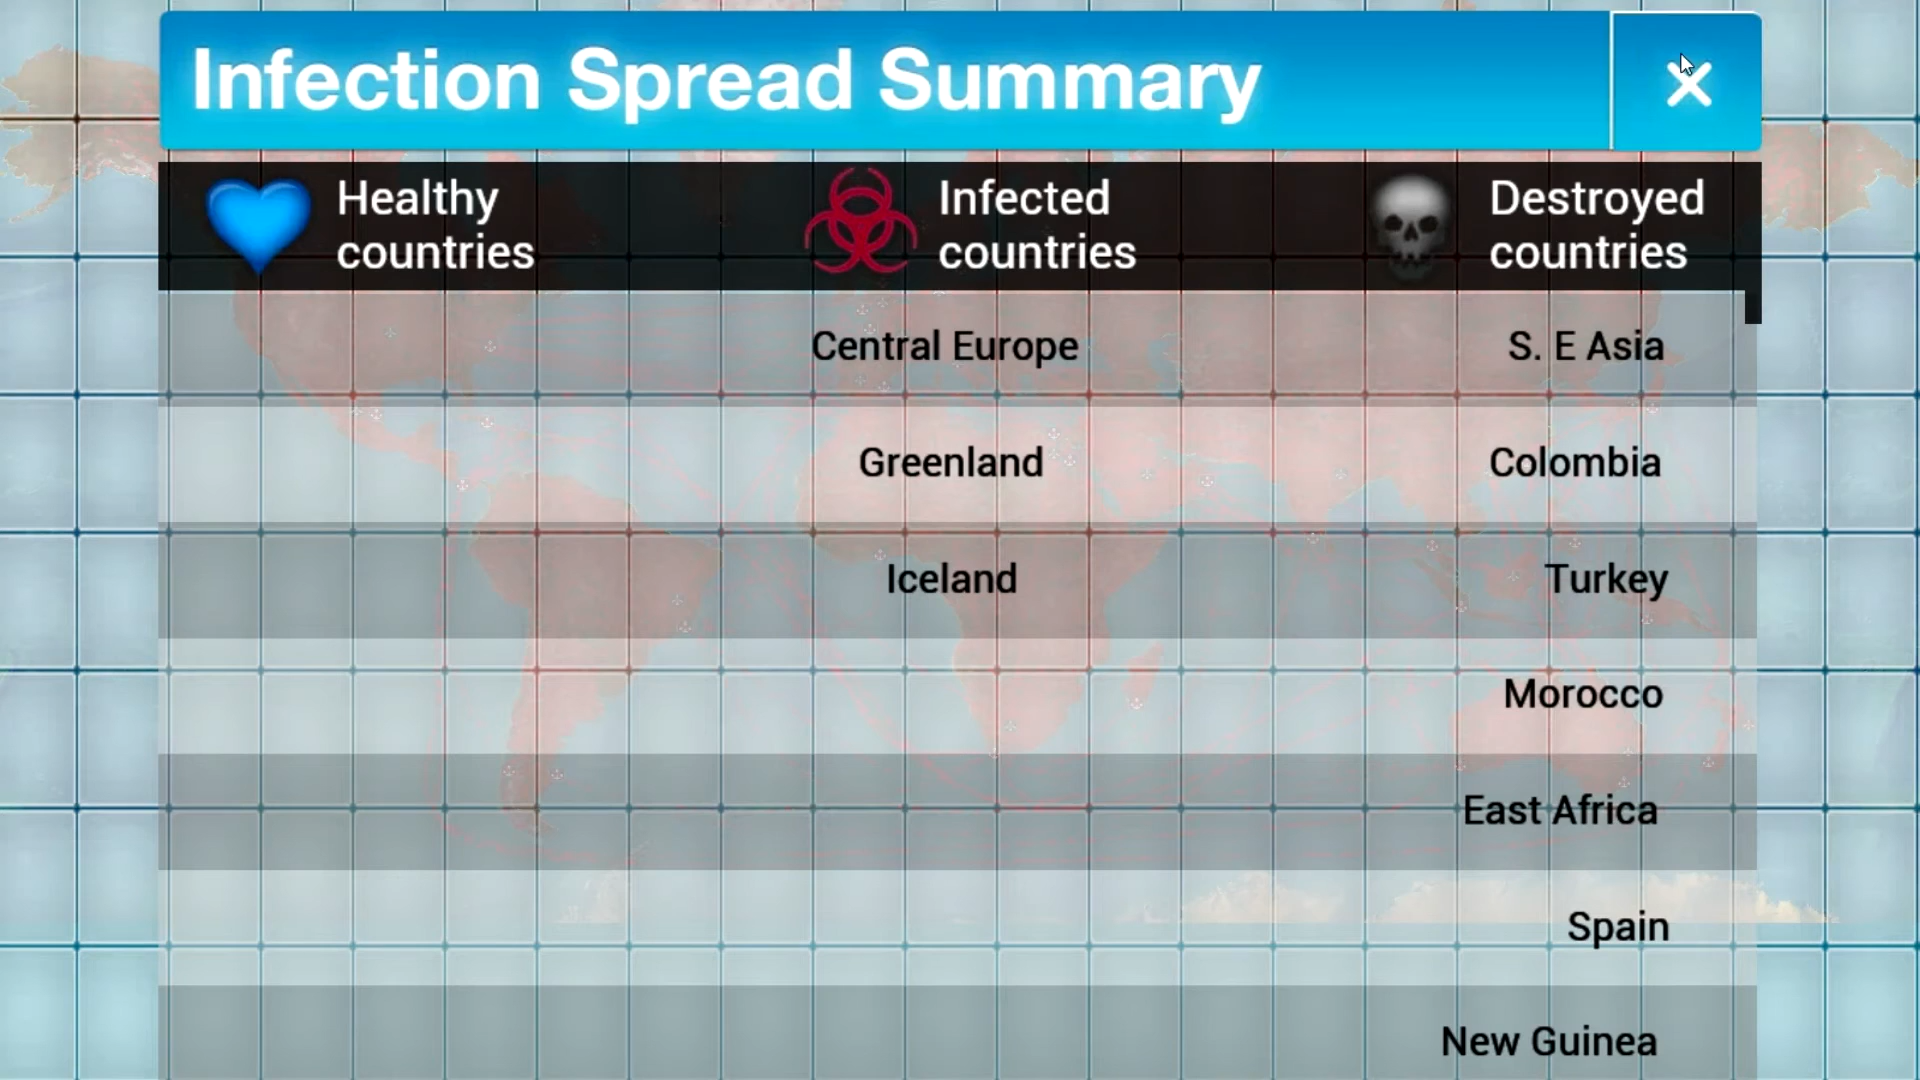 Infection Spread Summary
Healthy countries
Infected countries
Destroyed countries
Central Europe
S. E Asia
Greenland
Colombia
Iceland
Turkey
Morocco
East Africa
Spain
New Guinea